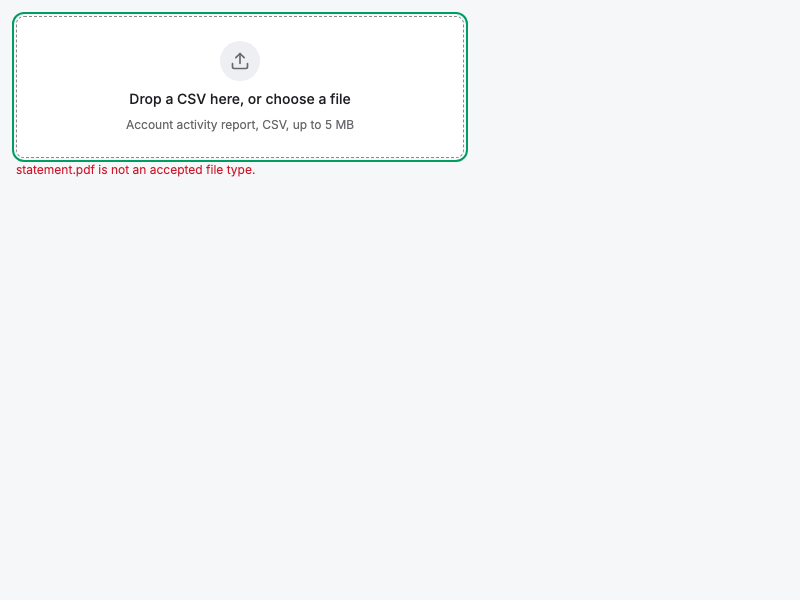 Drop a CSV here, or choose a file
Account activity report, CSV, up to 5 MB
statement.pdf is not an accepted file type.